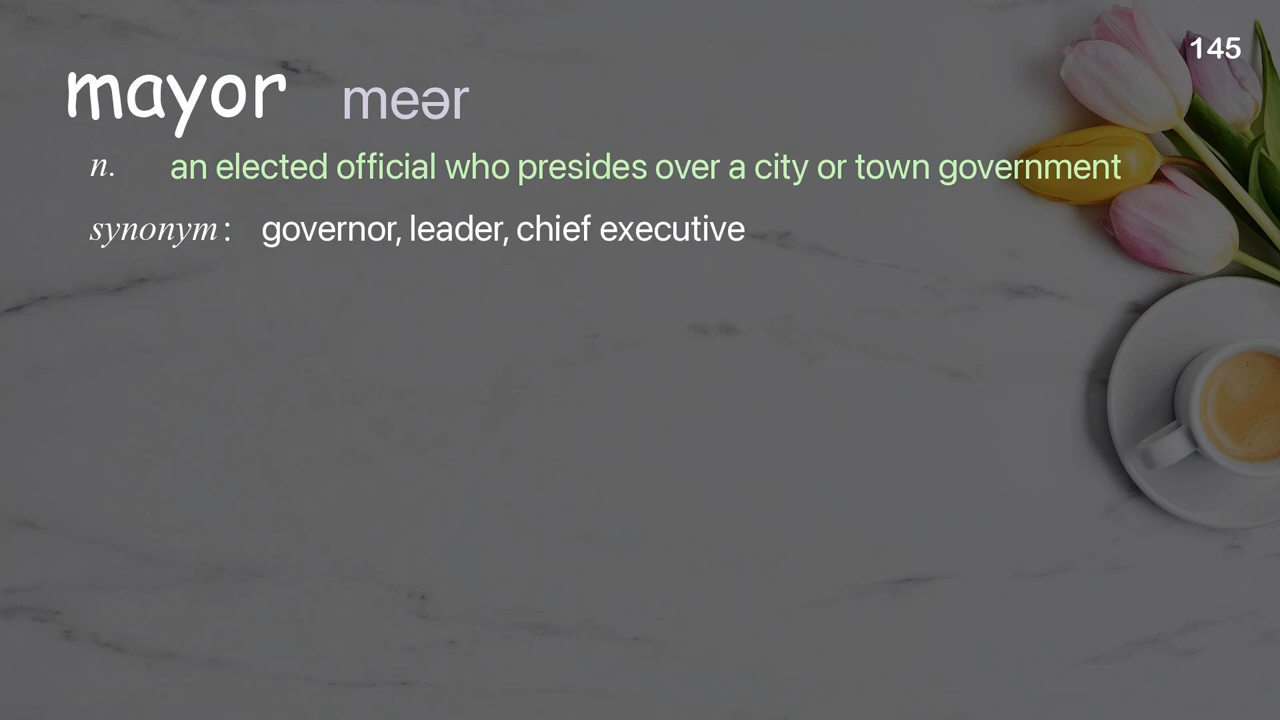 145
mayor meər
n. an elected official who presides over a city or town government
synonym: governor, leader, chief executive